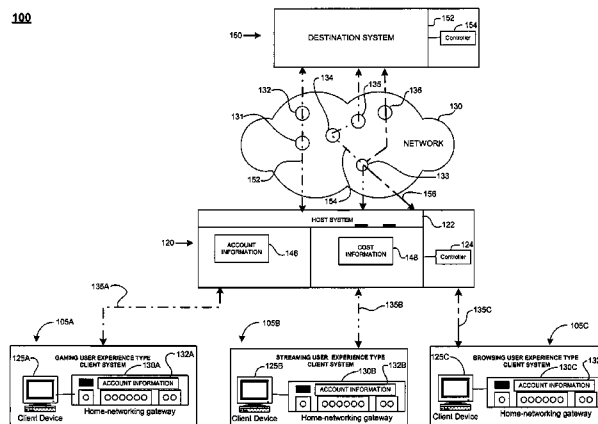 100
152
154
Controller
DESTINATION SYSTEM
150
132
134
135
136
130
131
NETWORK
152
154
133
156
HOST SYSTEM
122
120
ACCOUNT
INFORMATION
COST
INFORMATION
124
Controller
146
148
135A
135B
135C
105A
105B
105C
GAMING USER EXPERIENCE TYPE
CLIENT SYSTEM
125A
130A
132A
ACCOUNT INFORMATION
Client Device
Home-networking gateway
STREAMING USER EXPERIENCE TYPE
CLIENT SYSTEM
125B
130B
132B
ACCOUNT INFORMATION
Client Device
Home-networking gateway
BROWSING USER EXPERIENCE TYPE
CLIENT SYSTEM
125C
130C
ACCOUNT INFORMATION
Client Device
Home-networking gateway